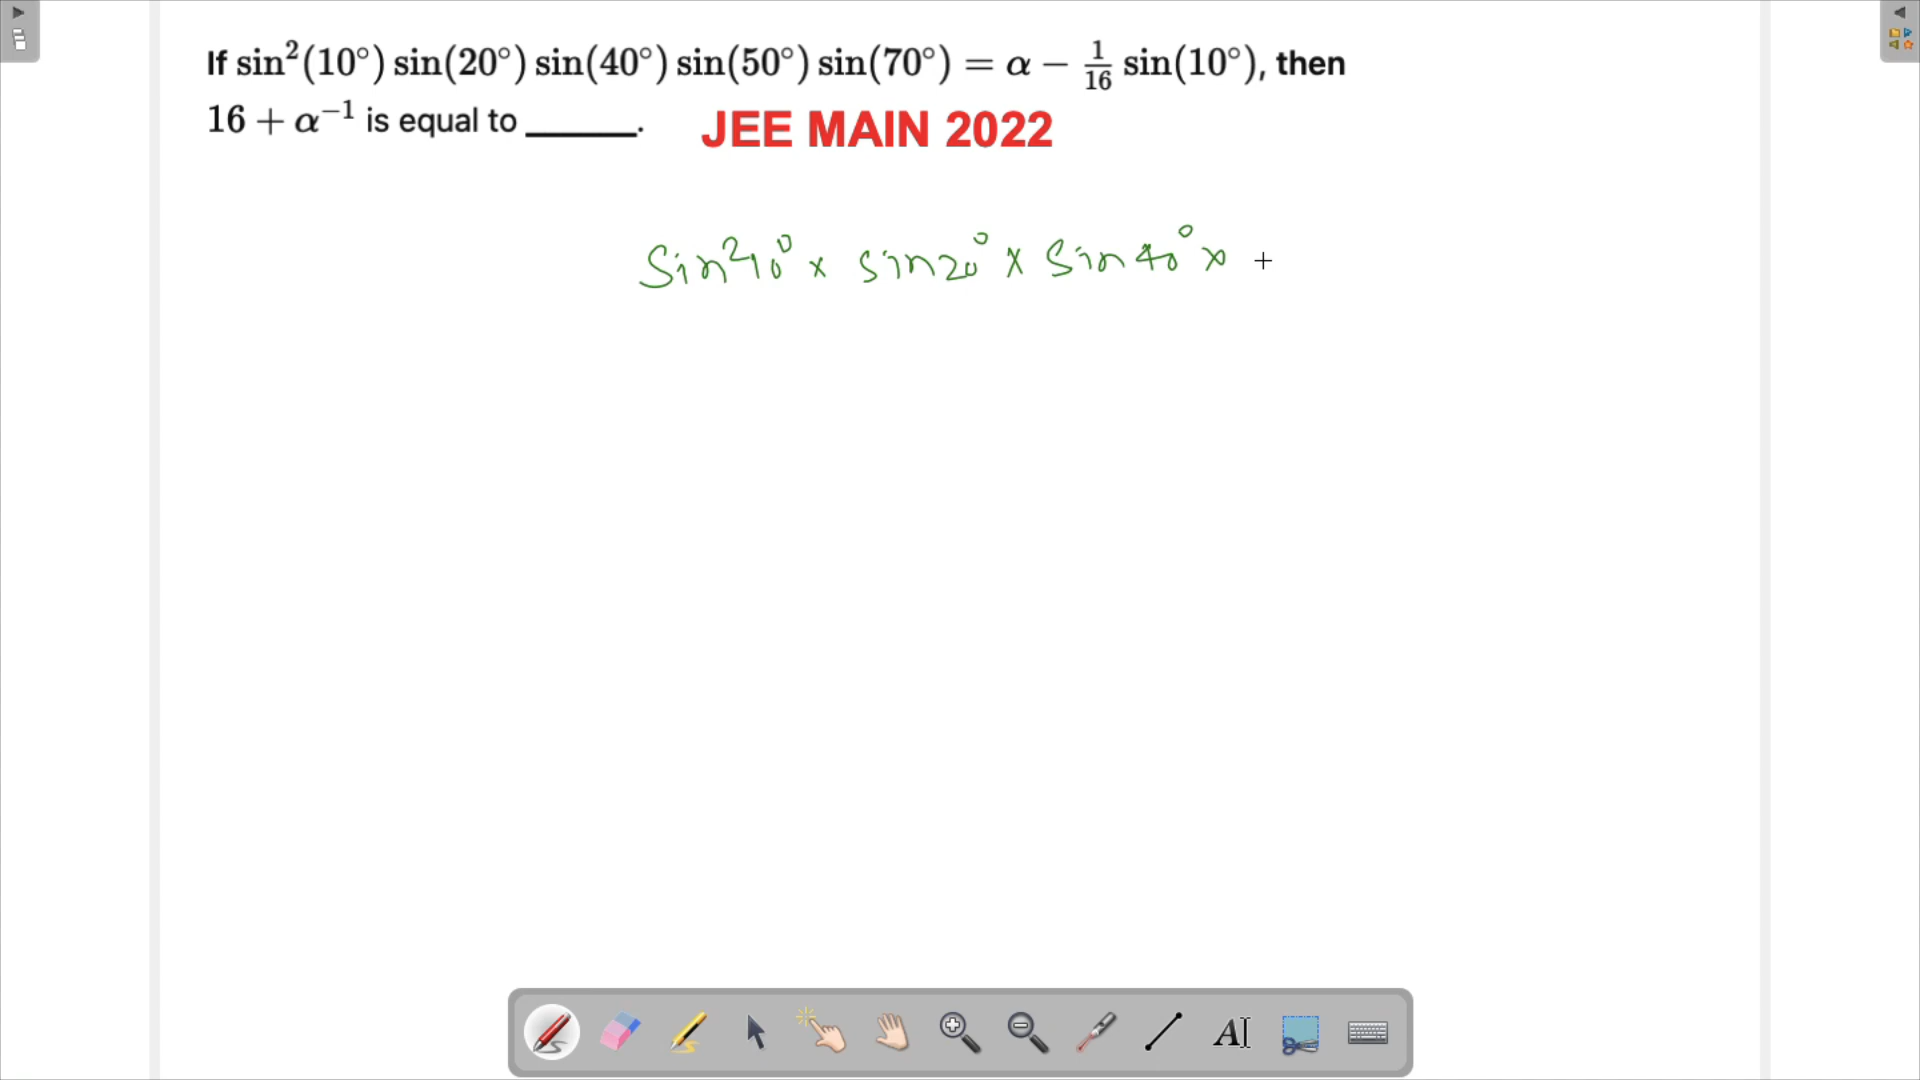 If sin²(10°) sin(20°) sin(40°) sin(50°) sin(70°) = α − 1/16 sin(10°), then
16 + α⁻¹ is equal to ______.
JEE MAIN 2022
Sin²10° × sin20° × Sin40° ×